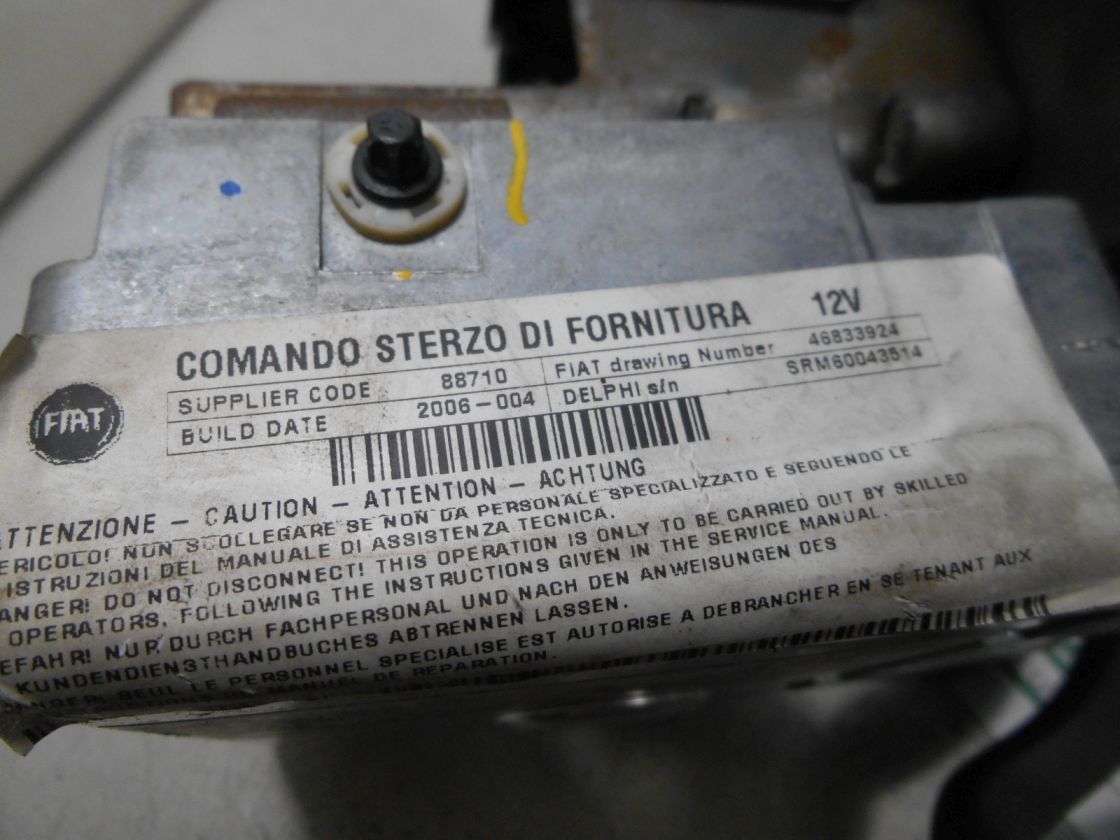 COMANDO STERZO DI FORNITURA 12V
SUPPLIER CODE 88710 FIAT drawing Number 46833924
BUILD DATE 2006-004 DELPHI s/n SRM60043514
FIAT
ATTENZIONE - CAUTION - ATTENTION - ACHTUNG
ERICOLO! NUN SCOLLEGARE SE NON DA PERSONALE SPECIALIZZATO E SEGUENDO LE
ISTRUZIONI DEL MANUALE DI ASSISTENZA TECNICA.
ANGER! DO NOT DISCONNECT! THIS OPERATION IS ONLY TO BE CARRIED OUT BY SKILLED
OPERATORS, FOLLOWING THE INSTRUCTIONS GIVEN IN THE SERVICE MANUAL.
EFAHR! NUR DURCH FACHPERSONAL UND NACH DEN ANWEISUNGEN DES
KUNDENDIENSTHANDBUCHES ABTRENNEN LASSEN.
ANGER! SEUL LE PERSONNEL SPECIALISE EST AUTORISE A DEBRANCHER EN SE TENANT AUX
MANUEL DE REPARATION.